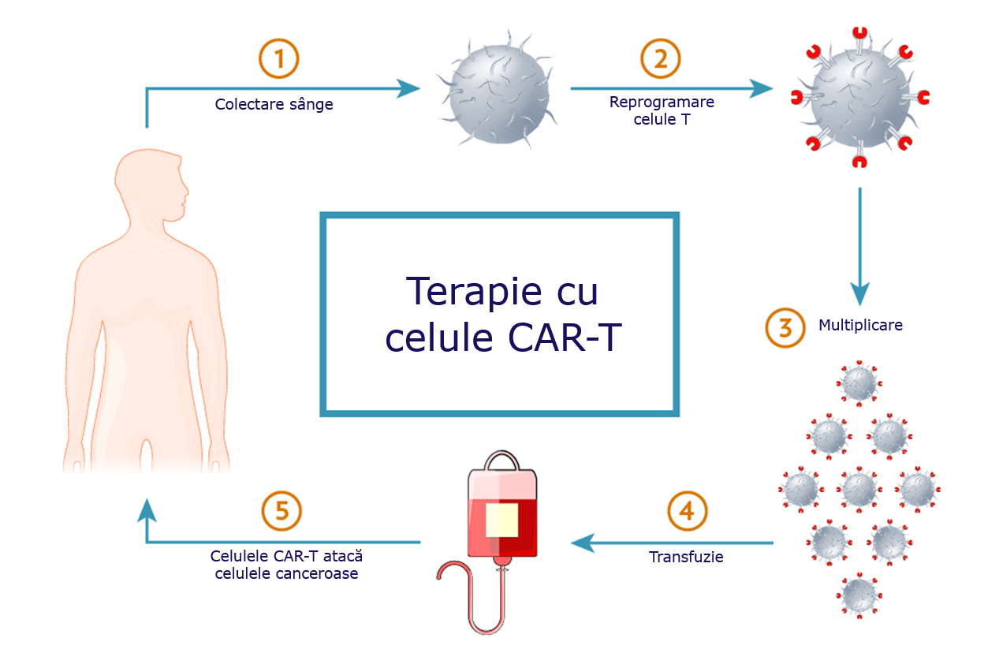 1
Colectare sânge
2
Reprogramare
celule T
Terapie cu
celule CAR-T
3
Multiplicare
4
Transfuzie
5
Celulele CAR-T atacă
celulele canceroase